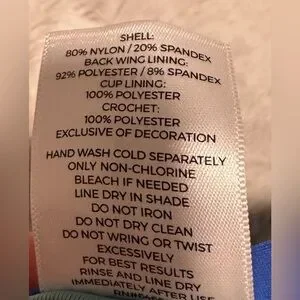 SHELL:
80% NYLON / 20% SPANDEX
BACK WING LINING:
92% POLYESTER / 8% SPANDEX
CUP LINING:
100% POLYESTER
CROCHET:
100% POLYESTER
EXCLUSIVE OF DECORATION
HAND WASH COLD SEPARATELY
ONLY NON-CHLORINE
BLEACH IF NEEDED
LINE DRY IN SHADE
DO NOT IRON
DO NOT DRY CLEAN
DO NOT WRING OR TWIST
EXCESSIVELY
FOR BEST RESULTS
RINSE AND LINE DRY
IMMEDIATELY AFTER USE